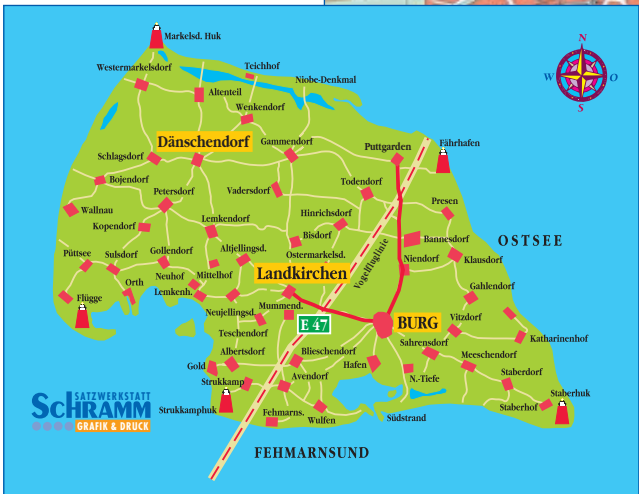 Markelsd. Huk
N
W
O
S
Westermarkelsdorf
Teichhof
Niobe-Denkmal
Altenteil
Wenkendorf
Dänschendorf
Gammendorf
Puttgarden
Fährhafen
Schlagsdorf
Bojendorf
Petersdorf
Vadersdorf
Todendorf
Presen
Wallnau
Kopendorf
Lemkendorf
Hinrichsdorf
Bisdorf
Bannesdorf
OSTSEE
Püttsee
Sulsdorf
Gollendorf
Altjellingsd.
Ostermarkelsd.
Vogelfluglinie
Niendorf
Klausdorf
Neuhof
Mittelhof
Landkirchen
Orth
Lemkenh.
Gahlendorf
Flügge
Neujellingsd.
Mummend.
E 47
BURG
Vitzdorf
Teschendorf
Katharinenhof
Albertsdorf
Blieschendorf
Sahrensdorf
Gold
Hafen
Meeschendorf
Strukkamp
Avendorf
N.-Tiefe
Staberdorf
Staberhuk
SATZWERKSTATT
SCHRAMM
GRAFIK & DRUCK
Strukkamphuk
Fehmarns.
Wulfen
Südstrand
Staberhof
FEHMARNSUND